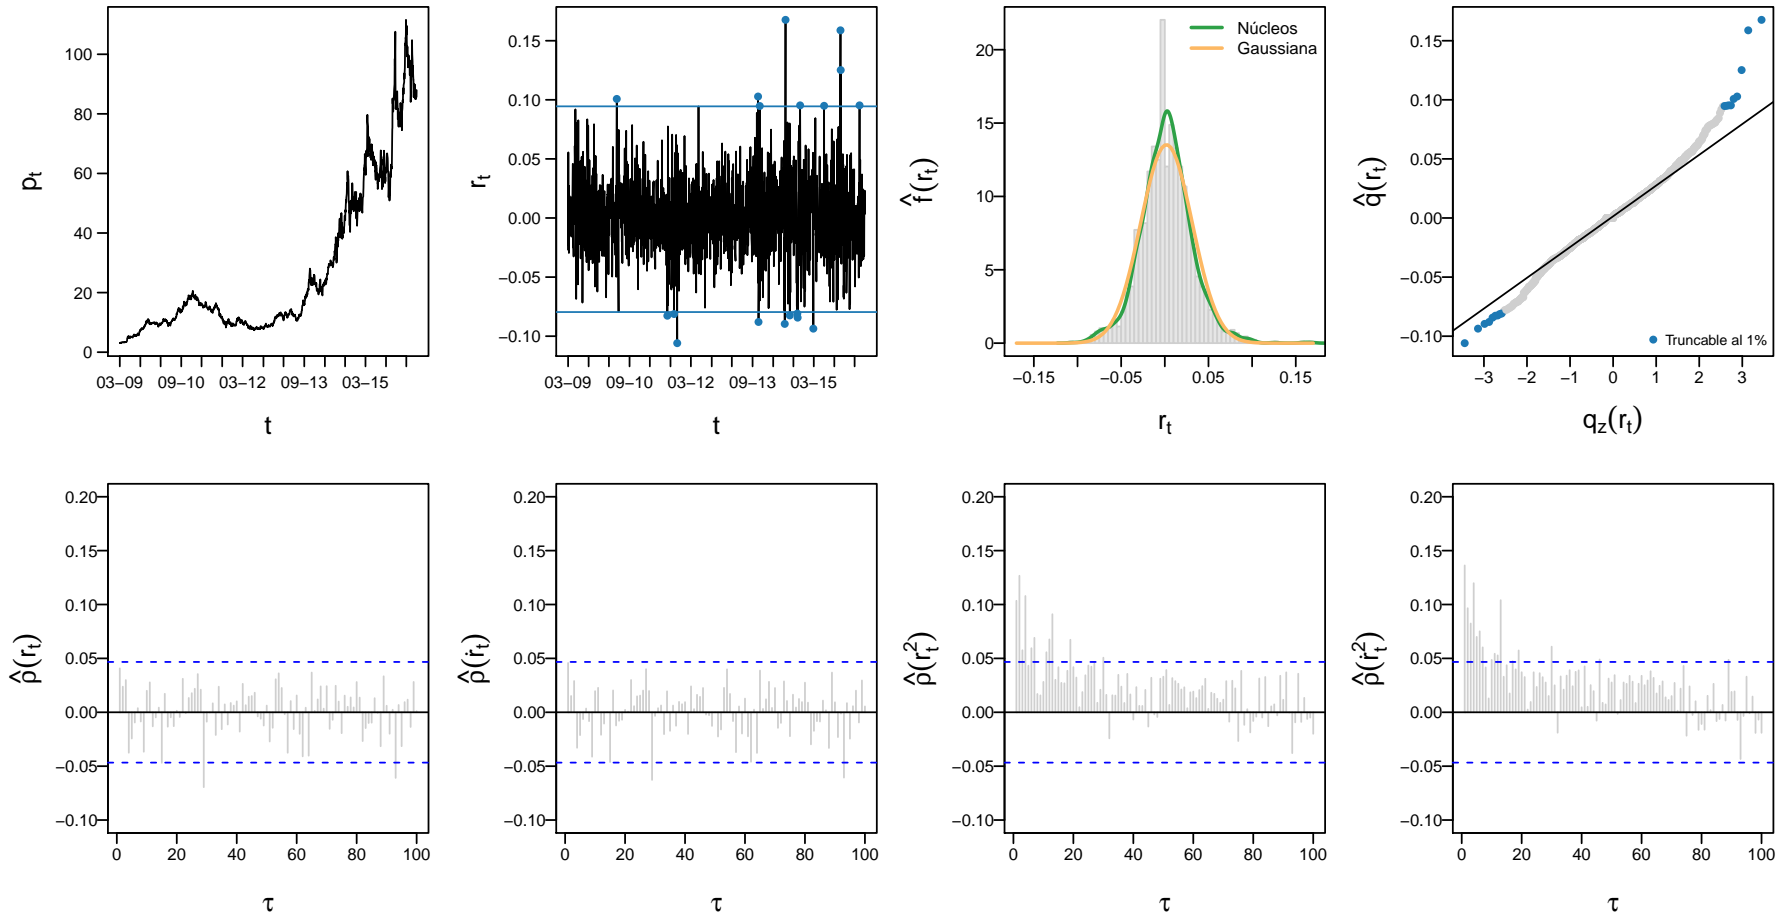 p_t
100
80
60
40
20
0
03−09 09−10 03−12 09−13 03−15
t
r_t
0.15
0.10
0.05
0.00
−0.05
−0.10
03−09 09−10 03−12 09−13 03−15
t
f̂(r_t)
20
15
10
5
0
Núcleos
Gaussiana
−0.15 −0.05 0.05 0.15
r_t
q̂(r_t)
0.15
0.10
0.05
0.00
−0.05
−0.10
Truncable al 1%
−3 −2 −1 0 1 2 3
q_z(r_t)
ρ̂(r_t)
0.20
0.15
0.10
0.05
0.00
−0.05
−0.10
0 20 40 60 80 100
τ
ρ̂(ṙ_t)
0.20
0.15
0.10
0.05
0.00
−0.05
−0.10
0 20 40 60 80 100
τ
ρ̂(r_t^2)
0.20
0.15
0.10
0.05
0.00
−0.05
−0.10
0 20 40 60 80 100
τ
ρ̂(ṙ_t^2)
0.20
0.15
0.10
0.05
0.00
−0.05
−0.10
0 20 40 60 80 100
τ